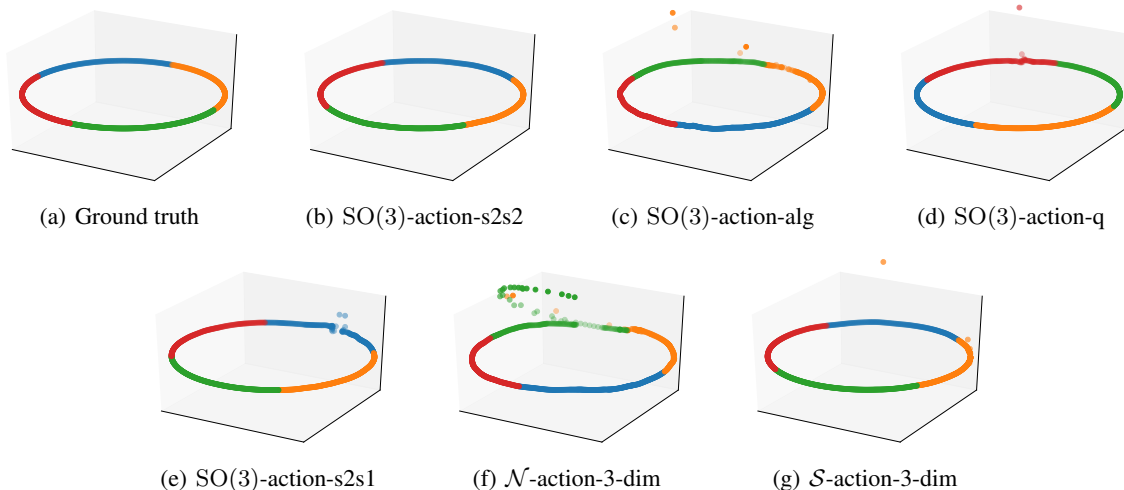 (a) Ground truth
(b) SO(3)-action-s2s2
(c) SO(3)-action-alg
(d) SO(3)-action-q
(e) SO(3)-action-s2s1
(f) 𝒩-action-3-dim
(g) 𝒮-action-3-dim